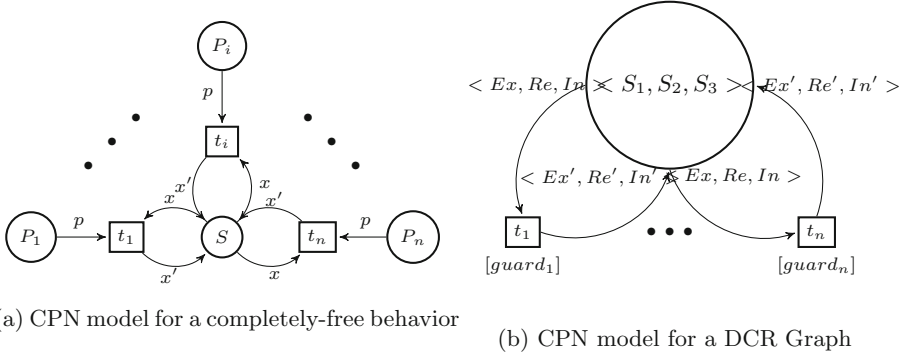 P_i
p
t_i
x' x
x x'
P_1 p t_1 S t_n p P_n
x' x
(a) CPN model for a completely-free behavior
< Ex, Re, In > < S_1, S_2, S_3 > < Ex', Re', In' >
< Ex', Re', In' > < Ex, Re, In >
t_1 t_n
[guard_1] [guard_n]
(b) CPN model for a DCR Graph